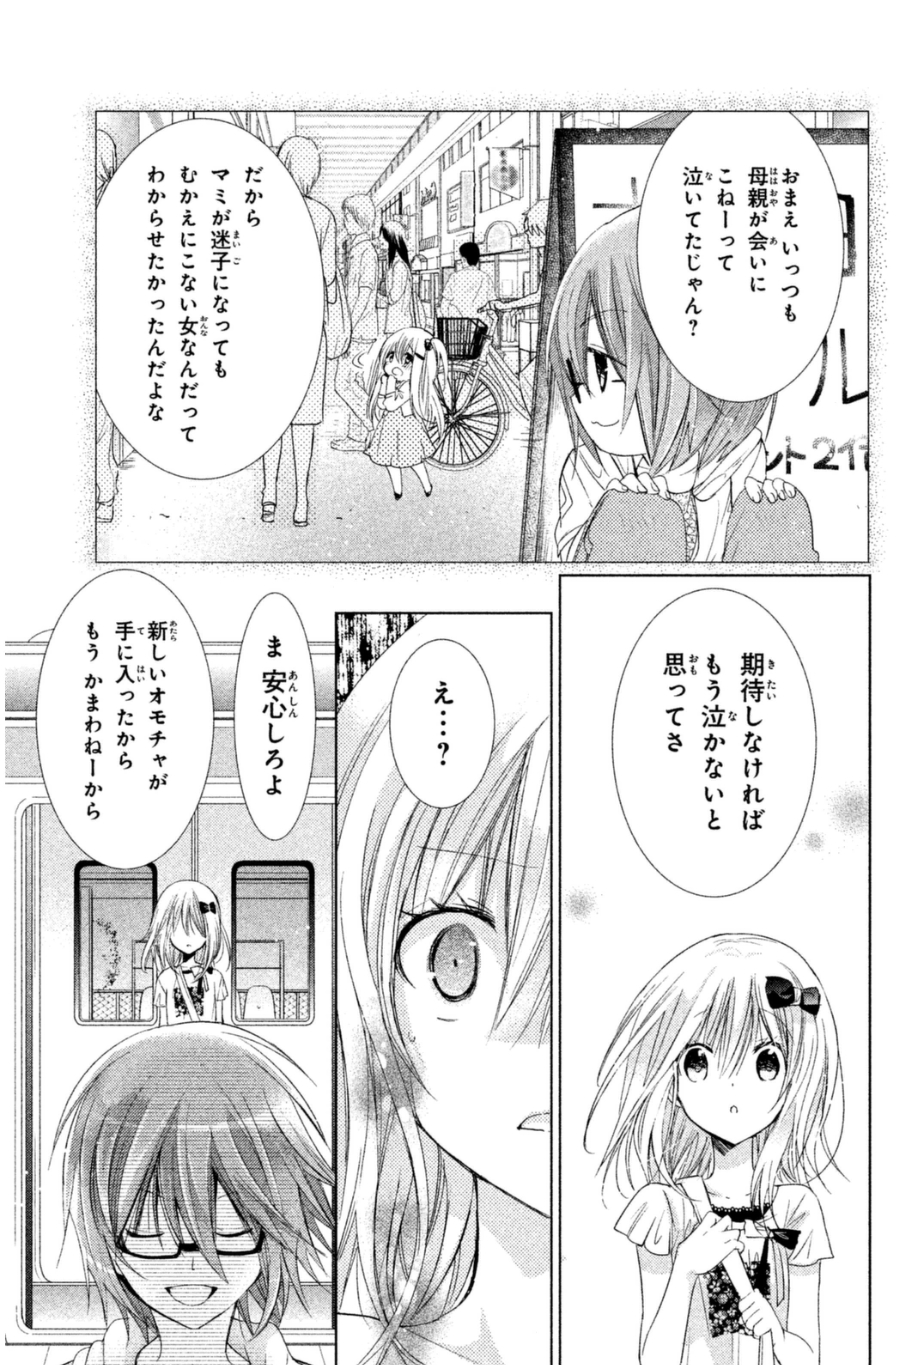 おまえ いっつも
母親が会いに
こねーって
泣いてたじゃん?
だから
マミが迷子になっても
むかえにこない女なんだって
わからせたかったんだよな
ル
ント21
期待しなければ
もう泣かないと
思ってさ
え…?
ま 安心しろよ
新しいオモチャが
手に入ったから
もう かまわねーから